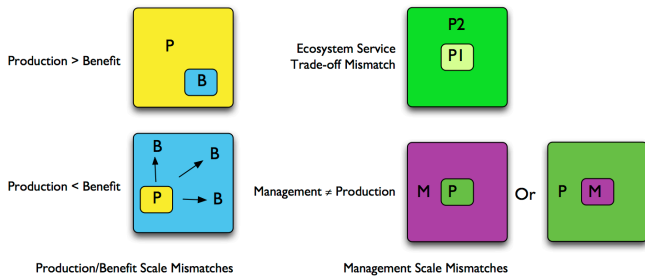 Production > Benefit
P
B
Ecosystem Service
Trade-off Mismatch
P2
P1
Production < Benefit
B
B
P
B
Management ≠ Production
M
P
Or
P
M
Production/Benefit Scale Mismatches
Management Scale Mismatches